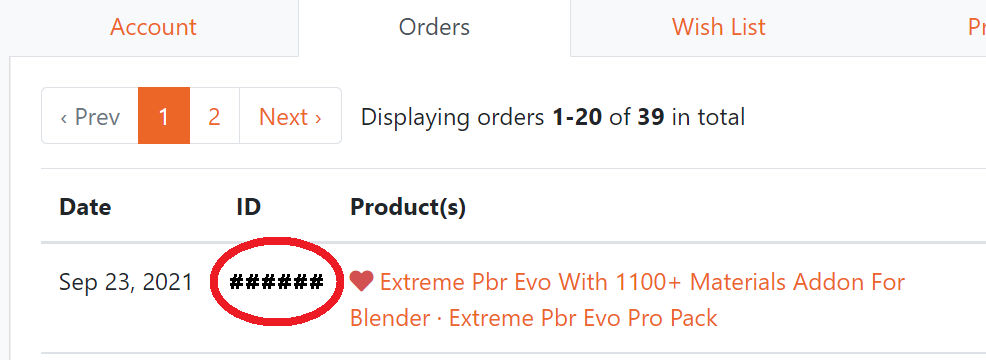 Account Orders Wish List Pr
‹ Prev 1 2 Next › Displaying orders 1-20 of 39 in total
Date ID Product(s)
Sep 23, 2021 ###### Extreme Pbr Evo With 1100+ Materials Addon For
Blender · Extreme Pbr Evo Pro Pack